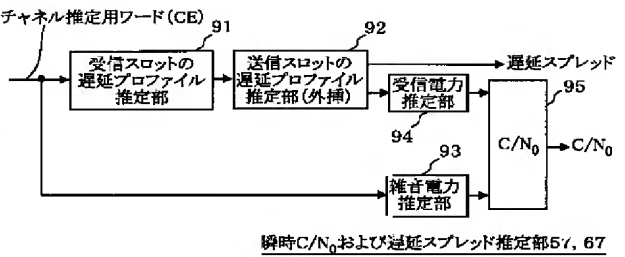 チャネル推定用ワード(CE)
91
受信スロットの
遅延プロファイル
推定部
92
送信スロットの
遅延プロファイル
推定部(外挿)
遅延スプレッド
受信電力
推定部
94
95
C/N₀
C/N₀
93
雑音電力
推定部
瞬時C/N₀および遅延スプレッド推定部57, 67